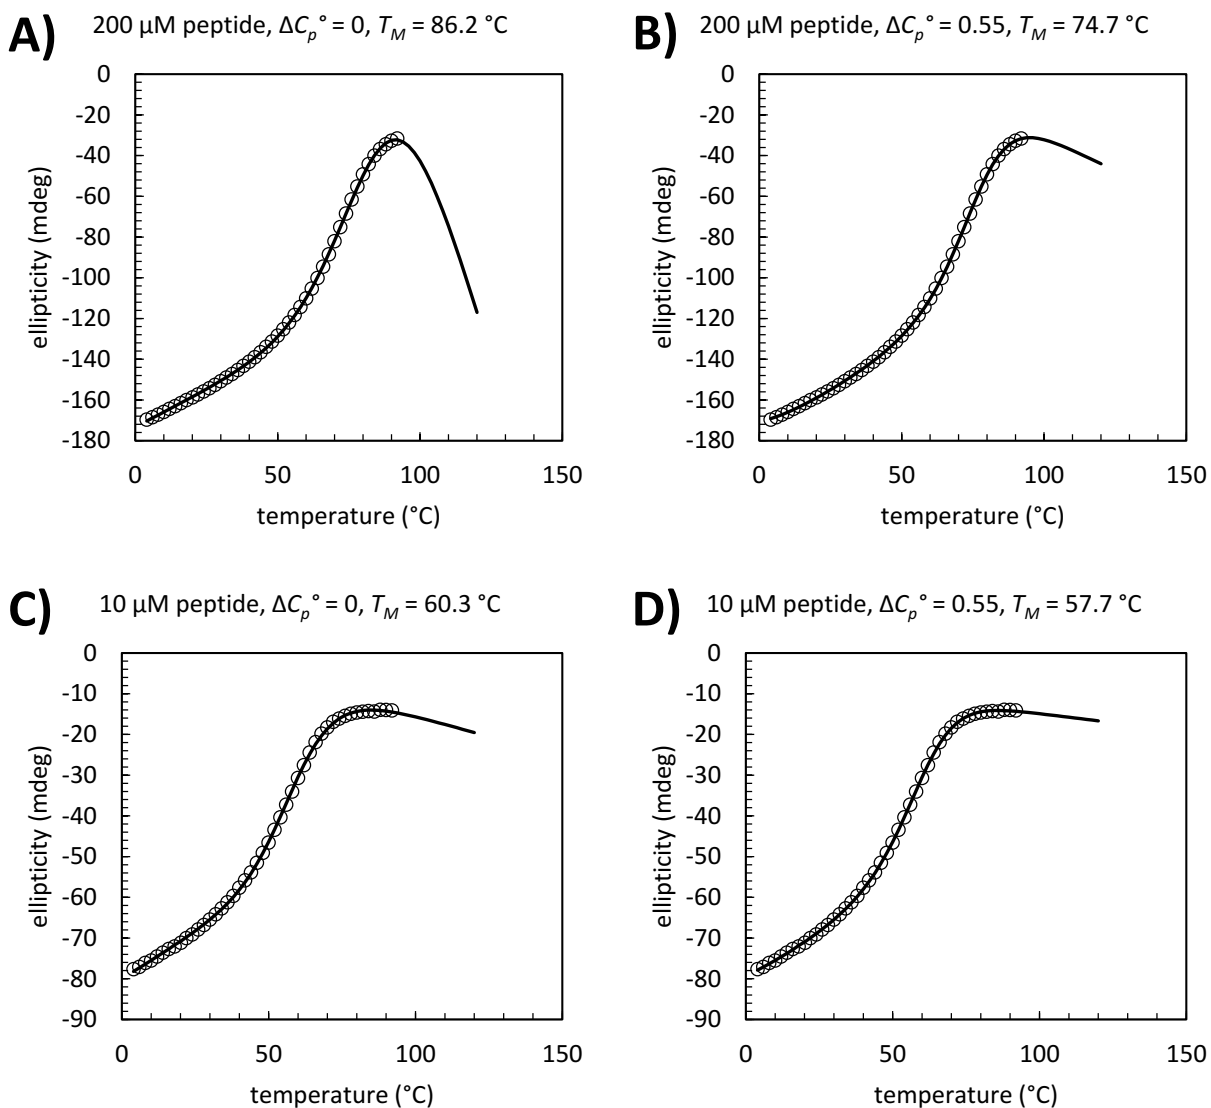 A) 200 µM peptide, ΔCp° = 0, TM = 86.2 °C
0
-20
-40
-60
-80
-100
-120
-140
-160
-180
ellipticity (mdeg)
0 50 100 150
temperature (°C)
B) 200 µM peptide, ΔCp° = 0.55, TM = 74.7 °C
0
-20
-40
-60
-80
-100
-120
-140
-160
-180
ellipticity (mdeg)
0 50 100 150
temperature (°C)
C) 10 µM peptide, ΔCp° = 0, TM = 60.3 °C
0
-10
-20
-30
-40
-50
-60
-70
-80
-90
ellipticity (mdeg)
0 50 100 150
temperature (°C)
D) 10 µM peptide, ΔCp° = 0.55, TM = 57.7 °C
0
-10
-20
-30
-40
-50
-60
-70
-80
-90
ellipticity (mdeg)
0 50 100 150
temperature (°C)